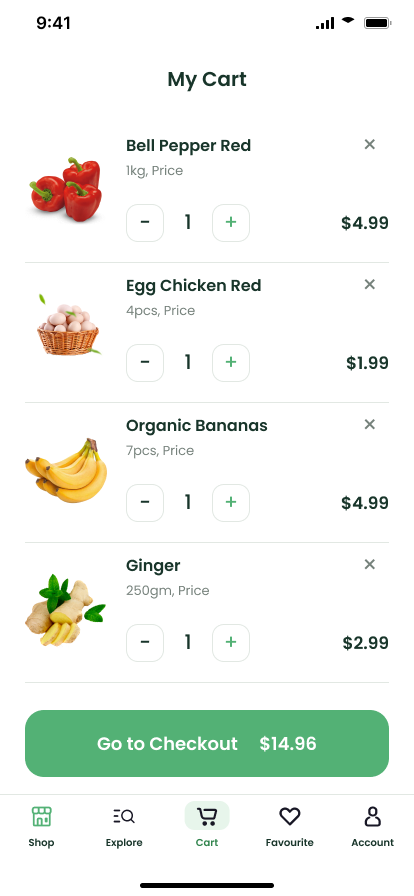 9:41
My Cart
Bell Pepper Red
1kg, Price
- 1 +
$4.99
Egg Chicken Red
4pcs, Price
- 1 +
$1.99
Organic Bananas
7pcs, Price
- 1 +
$4.99
Ginger
250gm, Price
- 1 +
$2.99
Go to Checkout $14.96
Shop Explore Cart Favourite Account